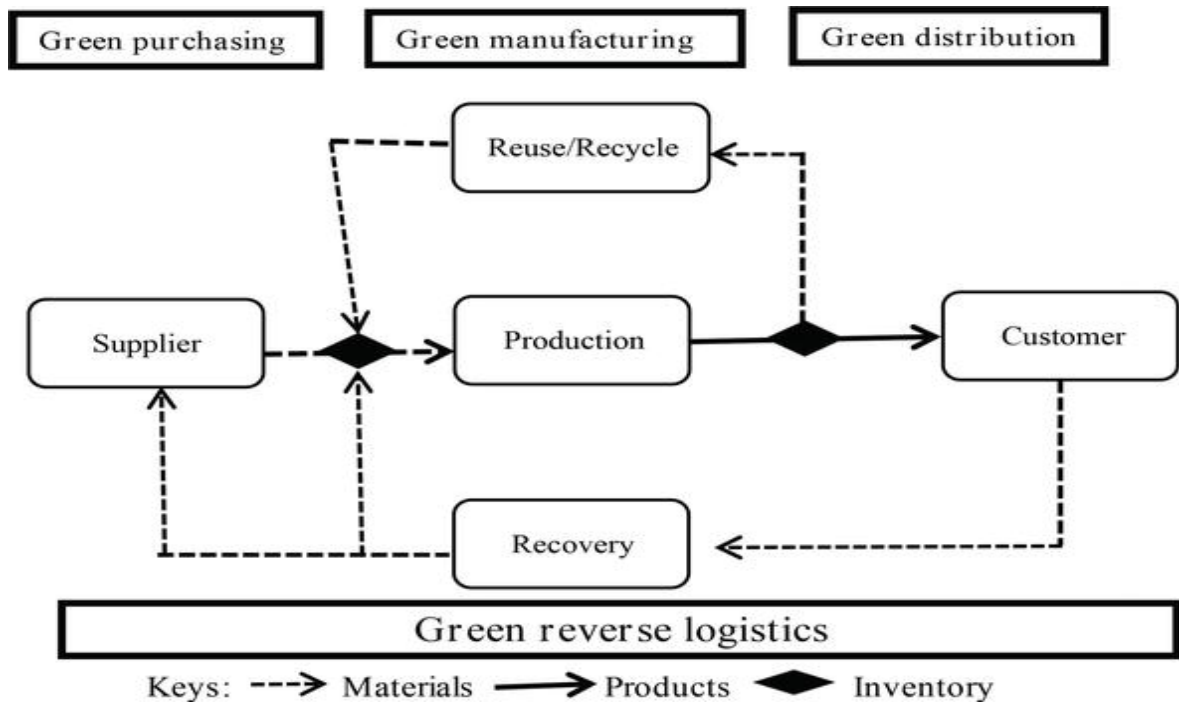 Green purchasing
Green manufacturing
Green distribution
Reuse/Recycle
Supplier
Production
Customer
Recovery
Green reverse logistics
Keys: Materials Products Inventory